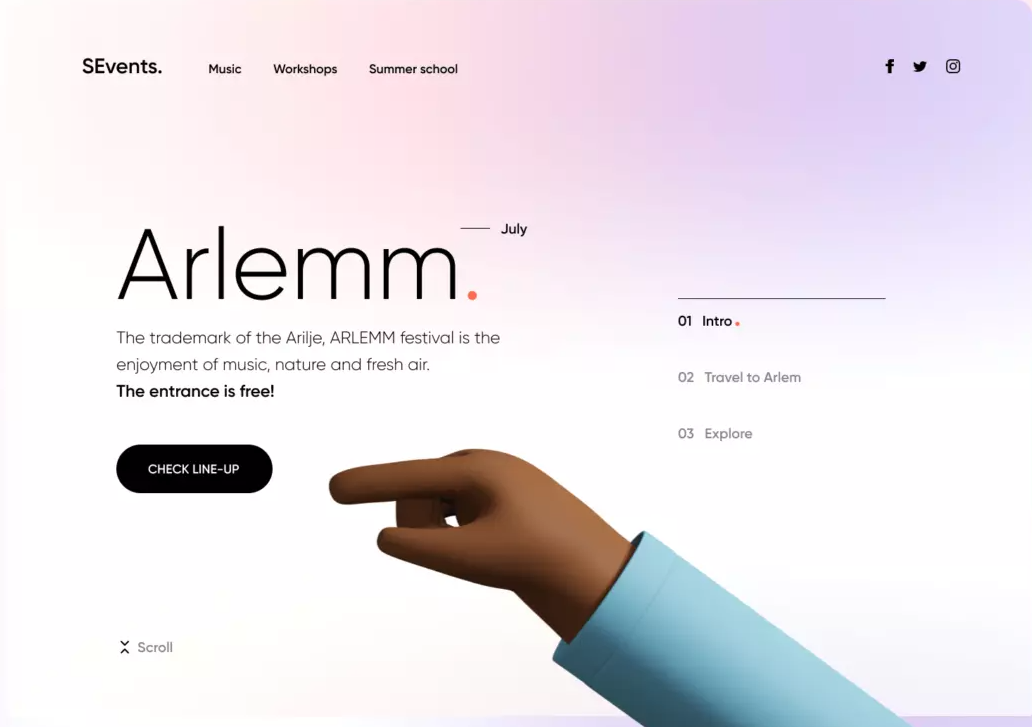 SEvents.
Music
Workshops
Summer school
Arlemm.
July
The trademark of the Arilje, ARLEMM festival is the
enjoyment of music, nature and fresh air.
The entrance is free!
CHECK LINE-UP
01 Intro.
02 Travel to Arlem
03 Explore
Scroll